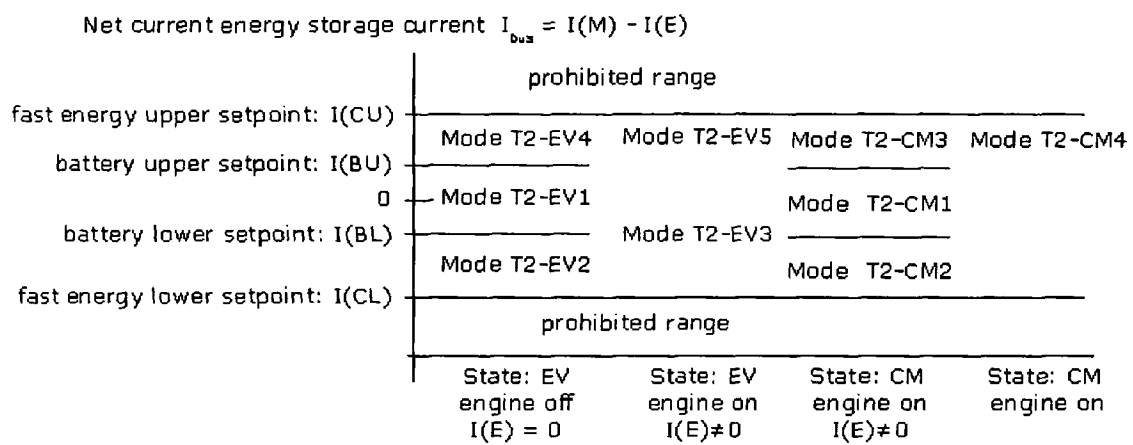 Net current energy storage current I_bus = I(M) - I(E)
prohibited range
fast energy upper setpoint: I(CU)
Mode T2-EV4 Mode T2-EV5 Mode T2-CM3 Mode T2-CM4
battery upper setpoint: I(BU)
0 Mode T2-EV1 Mode T2-CM1
battery lower setpoint: I(BL) Mode T2-EV3
Mode T2-EV2 Mode T2-CM2
fast energy lower setpoint: I(CL)
prohibited range
State: EV State: EV State: CM State: CM
engine off engine on engine on engine on
I(E) = 0 I(E)≠0 I(E)≠0